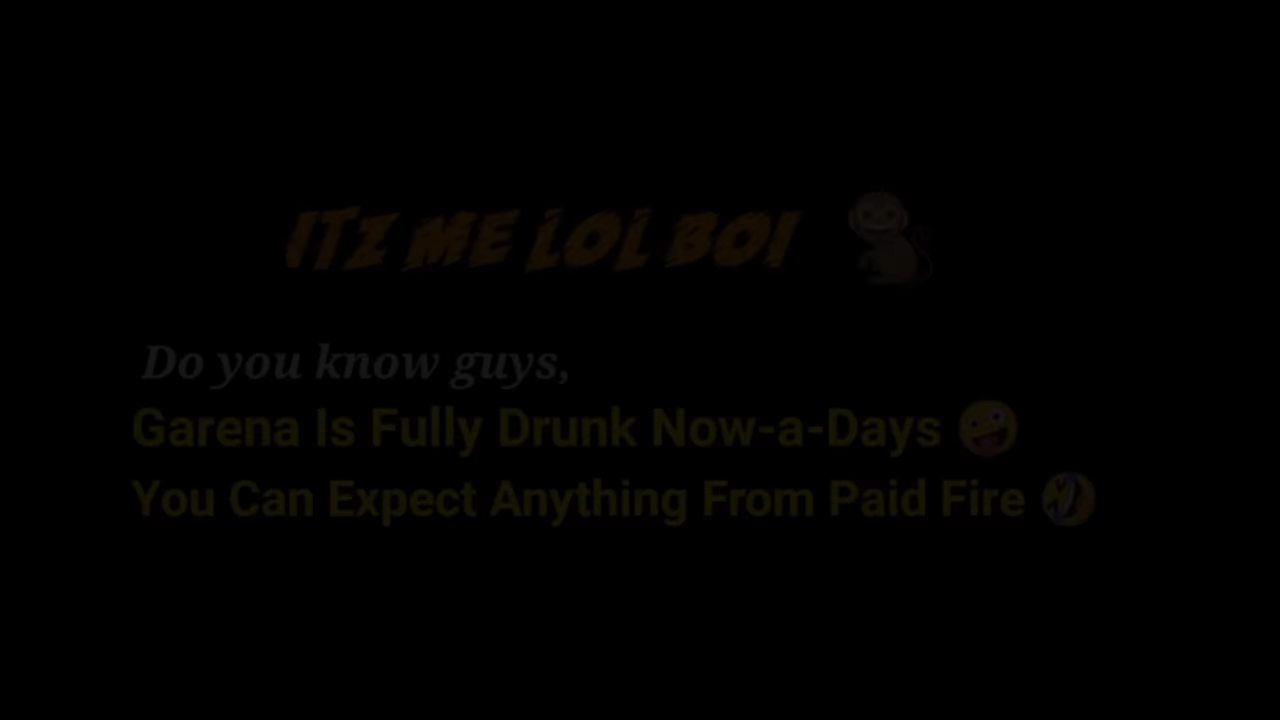 ITZ ME LOL BOI 🐒
Do you know guys,
Garena Is Fully Drunk Now-a-Days 🤪
You Can Expect Anything From Paid Fire 🤣